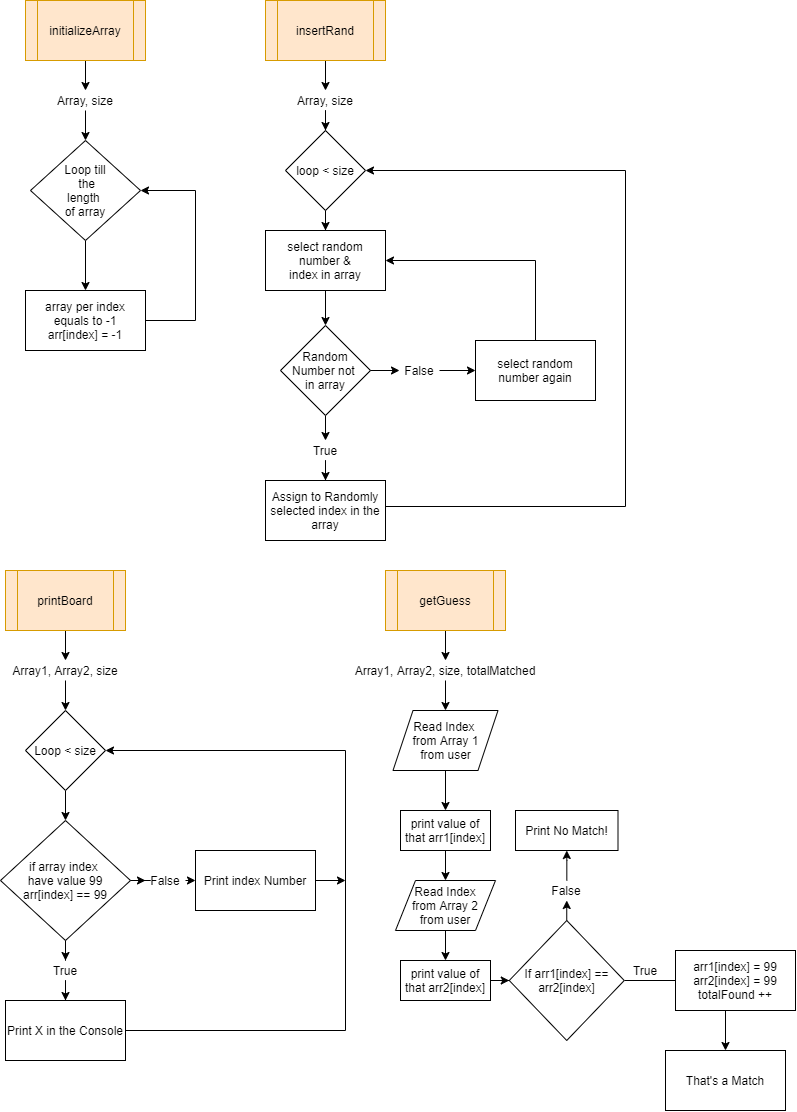 initializeArray
Array, size
Loop till
the
length
of array
array per index
equals to -1
arr[index] = -1
insertRand
Array, size
loop < size
select random
number &
index in array
Random
Number not
in array
False
select random
number again
True
Assign to Randomly
selected index in the
array
printBoard
Array1, Array2, size
Loop < size
if array index
have value 99
arr[index] == 99
False
Print index Number
True
Print X in the Console
getGuess
Array1, Array2, size, totalMatched
Read Index
from Array 1
from user
print value of
that arr1[index]
Read Index
from Array 2
from user
print value of
that arr2[index]
If arr1[index] ==
arr2[index]
False
Print No Match!
True
arr1[index] = 99
arr2[index] = 99
totalFound ++
That's a Match